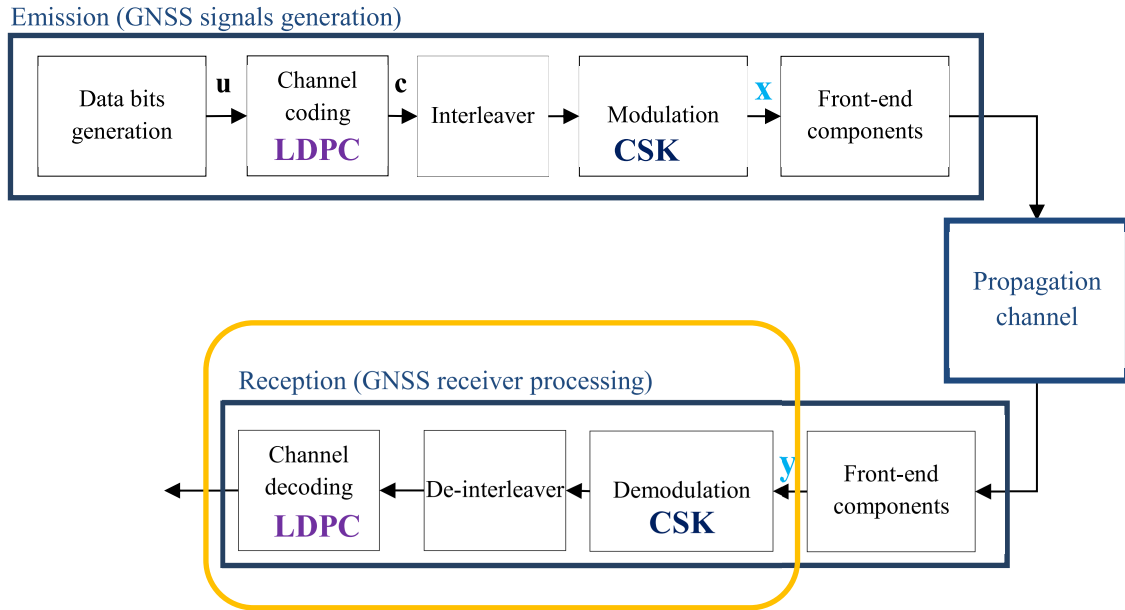 Emission (GNSS signals generation)
Data bits
generation
u
Channel
coding
LDPC
c
Interleaver
Modulation
CSK
x
Front-end
components
Propagation
channel
Reception (GNSS receiver processing)
Channel
decoding
LDPC
De-interleaver
Demodulation
CSK
y
Front-end
components